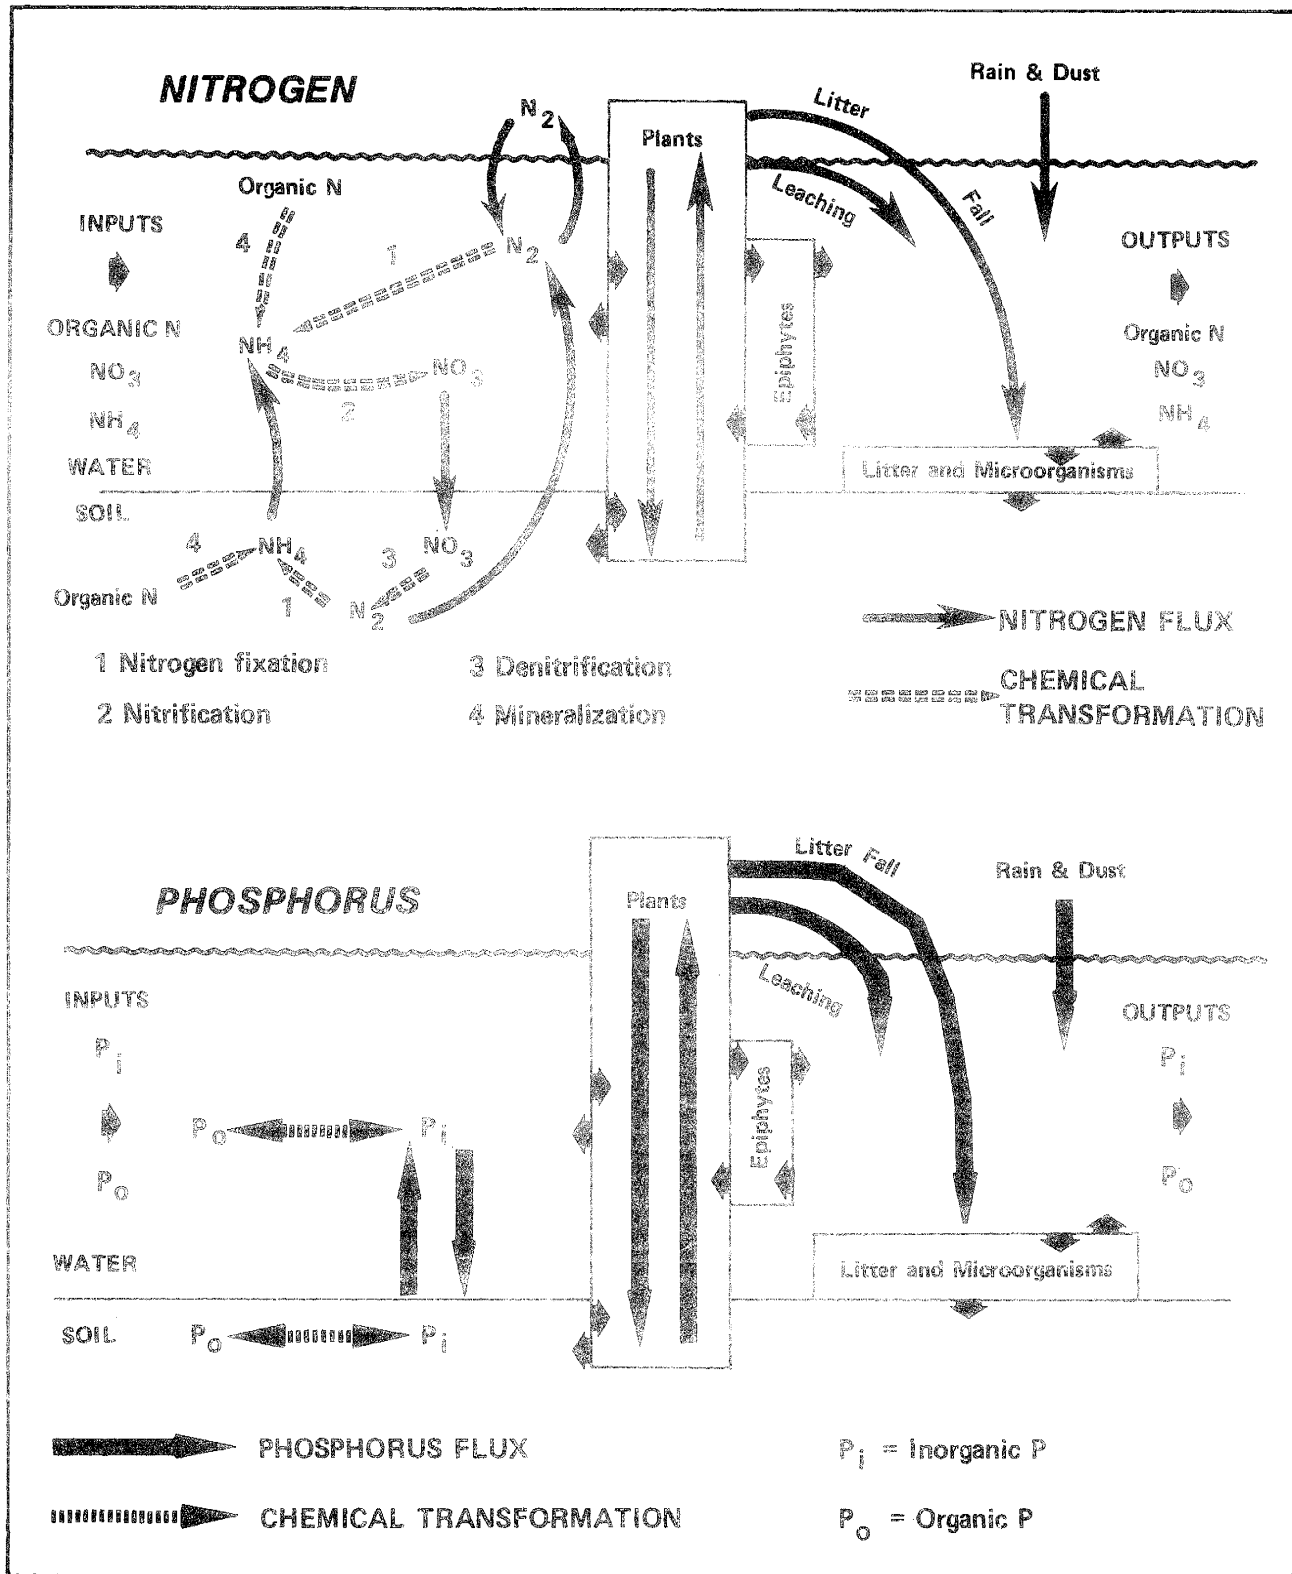 NITROGEN
Rain & Dust
N2
Litter
Fall
Plants
Leaching
Organic N
INPUTS
4
1
N2
OUTPUTS
ORGANIC N
NH4
NO3
2
Epiphytes
Organic N
NO3
NO3
NH4
NH4
WATER
Litter and Microorganisms
SOIL
4
NH4
NO3
3
Organic N
1
N2
NITROGEN FLUX
1 Nitrogen fixation
3 Denitrification
CHEMICAL
TRANSFORMATION
2 Nitrification
4 Mineralization
PHOSPHORUS
Litter Fall
Rain & Dust
Plants
Leaching
INPUTS
OUTPUTS
Pi
Pi
Epiphytes
Po
Pi
Po
Po
WATER
Litter and Microorganisms
SOIL
Po
Pi
PHOSPHORUS FLUX
Pi = Inorganic P
CHEMICAL TRANSFORMATION
Po = Organic P